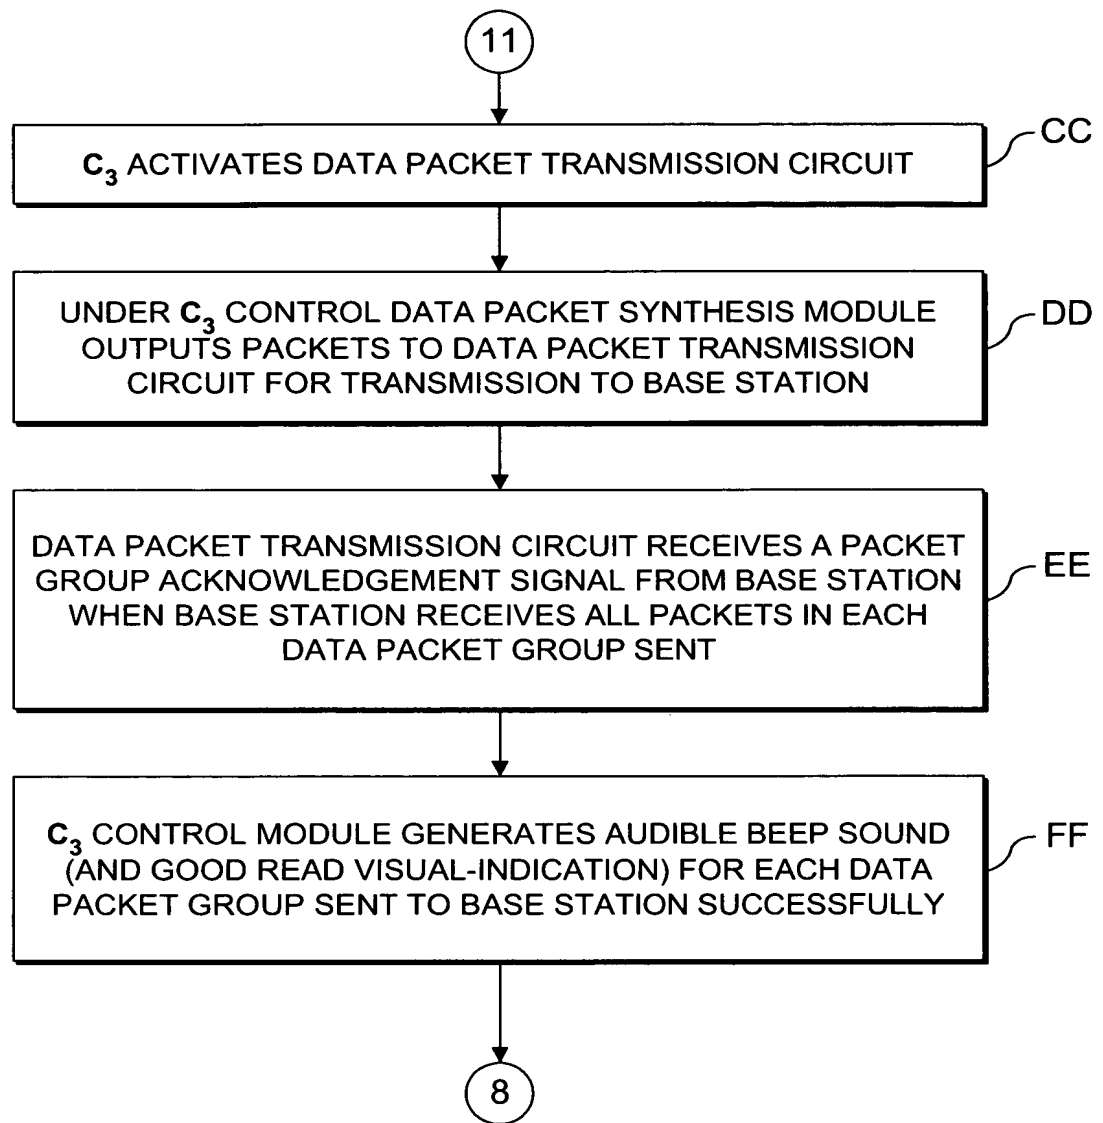 11
C₃ ACTIVATES DATA PACKET TRANSMISSION CIRCUIT
CC
UNDER C₃ CONTROL DATA PACKET SYNTHESIS MODULE
OUTPUTS PACKETS TO DATA PACKET TRANSMISSION
CIRCUIT FOR TRANSMISSION TO BASE STATION
DD
DATA PACKET TRANSMISSION CIRCUIT RECEIVES A PACKET
GROUP ACKNOWLEDGEMENT SIGNAL FROM BASE STATION
WHEN BASE STATION RECEIVES ALL PACKETS IN EACH
DATA PACKET GROUP SENT
EE
C₃ CONTROL MODULE GENERATES AUDIBLE BEEP SOUND
(AND GOOD READ VISUAL-INDICATION) FOR EACH DATA
PACKET GROUP SENT TO BASE STATION SUCCESSFULLY
FF
8